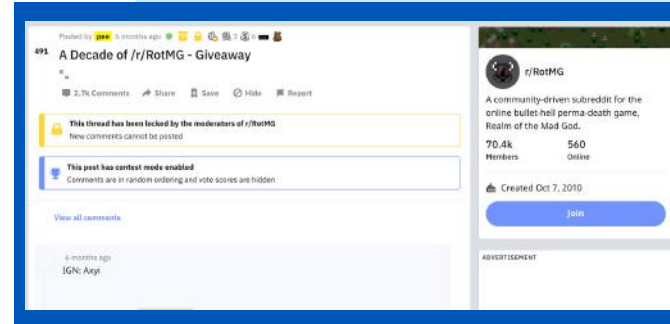 Posted by pee 6 months ago 3 6
491
A Decade of /r/RotMG - Giveaway
2.7k Comments Share Save Hide Report
This thread has been locked by the moderators of r/RotMG
New comments cannot be posted
This post has contest mode enabled
Comments are in random ordering and vote scores are hidden
View all comments
6 months ago
IGN: Axyi
r/RotMG
A community-driven subreddit for the
online bullet-hell perma-death game,
Realm of the Mad God.
70.4k 560
Members Online
Created Oct 7, 2010
Join
ADVERTISEMENT